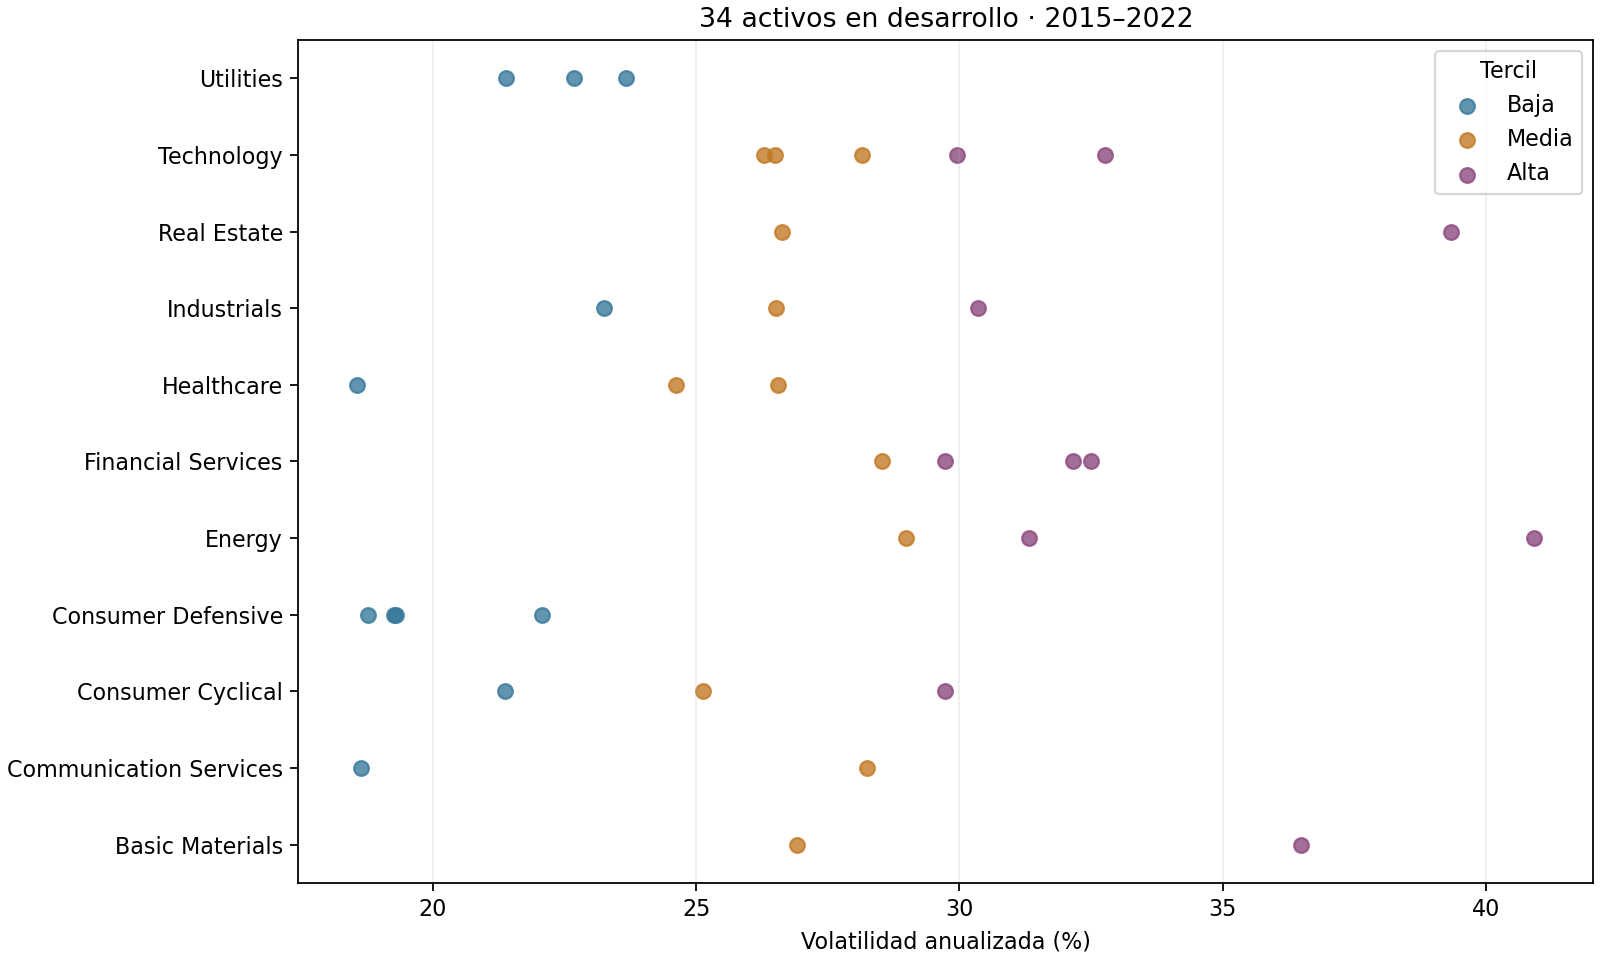 34 activos en desarrollo · 2015–2022
Utilities
Technology
Real Estate
Industrials
Healthcare
Financial Services
Energy
Consumer Defensive
Consumer Cyclical
Communication Services
Basic Materials
Tercil
Baja
Media
Alta
20 25 30 35 40
Volatilidad anualizada (%)